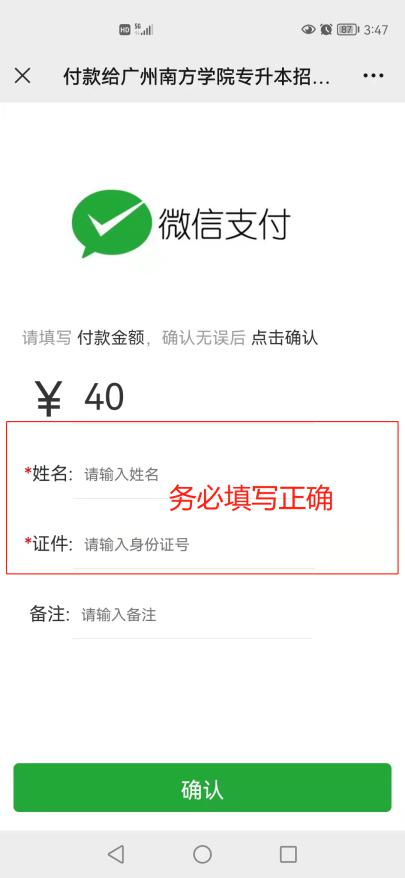 HD 5G 87 3:47
付款给广州南方学院专升本招...
微信支付
请填写 付款金额，确认无误后 点击确认
¥ 40
*姓名: 请输入姓名
务必填写正确
*证件: 请输入身份证号
备注: 请输入备注
确认